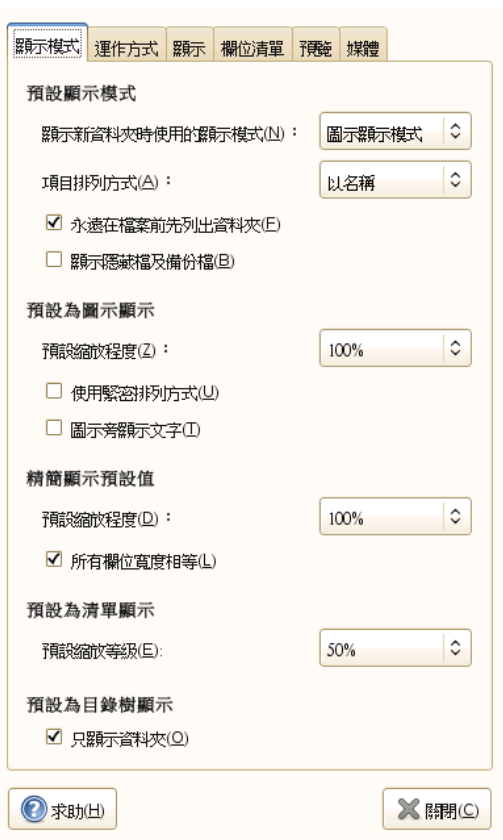 顯示模式 運作方式 顯示 欄位清單 預覽 媒體
預設顯示模式
顯示新資料夾時使用的顯示模式(N)： 圖示顯示模式
項目排列方式(A)： 以名稱
永遠在檔案前先列出資料夾(F)
顯示隱藏檔及備份檔(B)
預設為圖示顯示
預設縮放程度(Z)： 100%
使用緊密排列方式(U)
圖示旁顯示文字(T)
精簡顯示預設值
預設縮放程度(D)： 100%
所有欄位寬度相等(L)
預設為清單顯示
預設縮放等級(E): 50%
預設為目錄樹顯示
只顯示資料夾(O)
求助(H) 關閉(C)